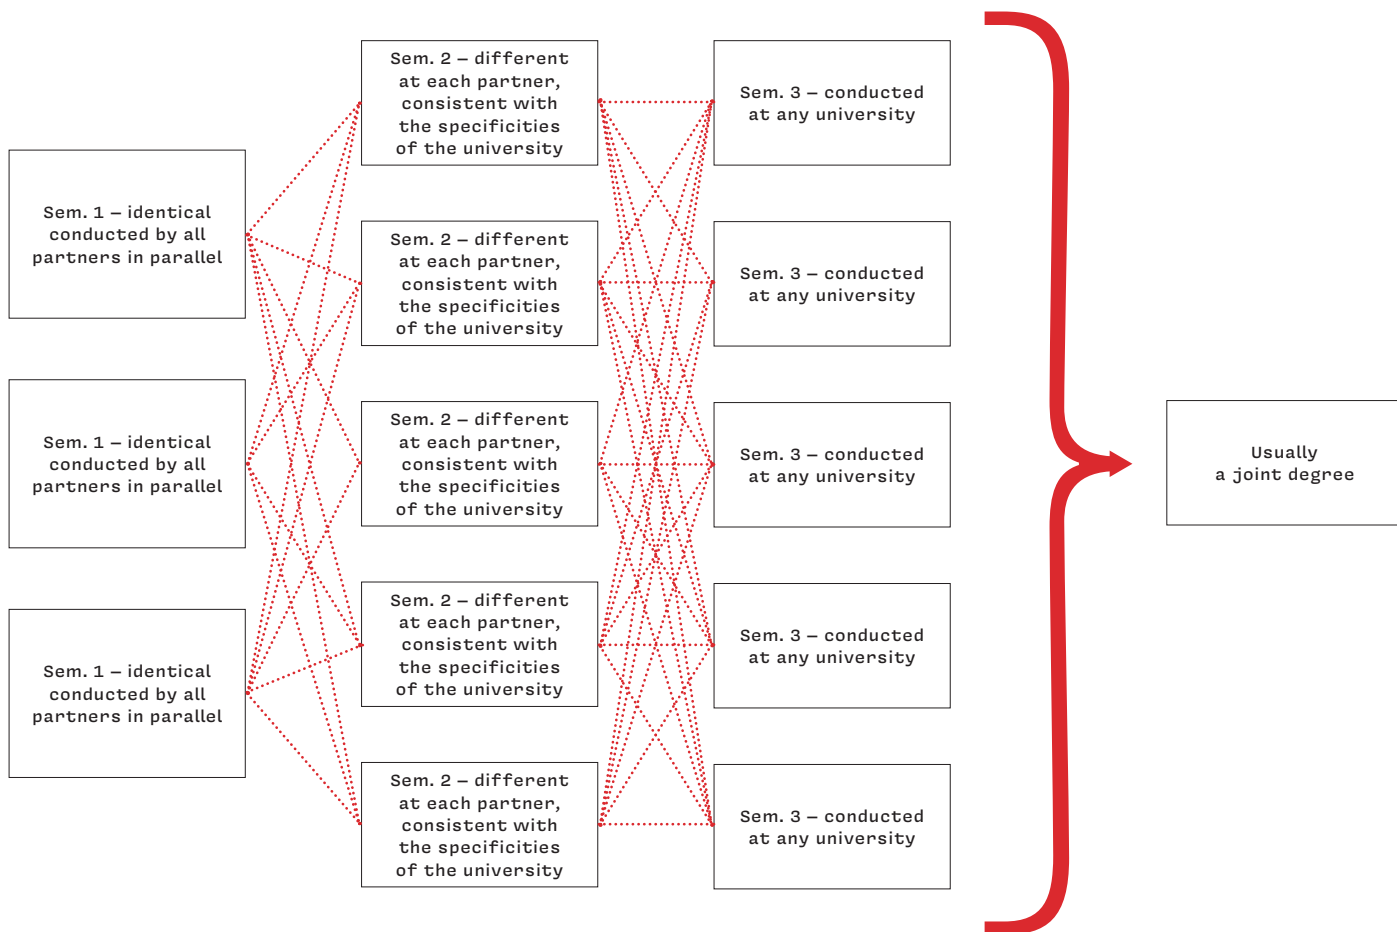 Sem. 1 – identical
conducted by all
partners in parallel
Sem. 1 – identical
conducted by all
partners in parallel
Sem. 1 – identical
conducted by all
partners in parallel
Sem. 2 – different
at each partner,
consistent with
the specificities
of the university
Sem. 2 – different
at each partner,
consistent with
the specificities
of the university
Sem. 2 – different
at each partner,
consistent with
the specificities
of the university
Sem. 2 – different
at each partner,
consistent with
the specificities
of the university
Sem. 2 – different
at each partner,
consistent with
the specificities
of the university
Sem. 3 – conducted
at any university
Sem. 3 – conducted
at any university
Sem. 3 – conducted
at any university
Sem. 3 – conducted
at any university
Sem. 3 – conducted
at any university
Usually
a joint degree